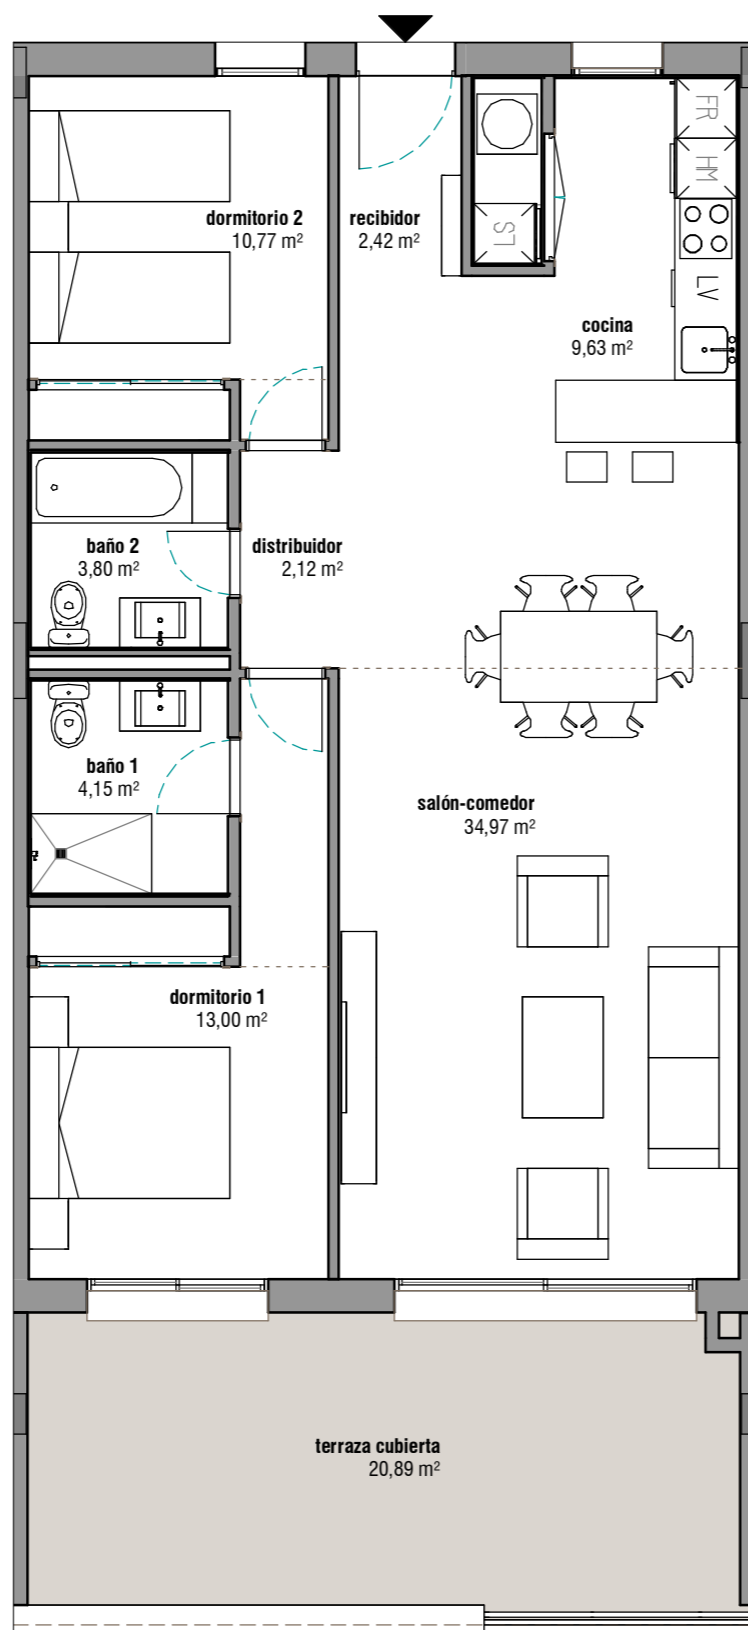 FR
HM
dormitorio 2
10,77 m²
recibidor
2,42 m²
ST
LV
cocina
9,63 m²
baño 2
3,80 m²
distribuidor
2,12 m²
baño 1
4,15 m²
salón-comedor
34,97 m²
dormitorio 1
13,00 m²
terraza cubierta
20,89 m²